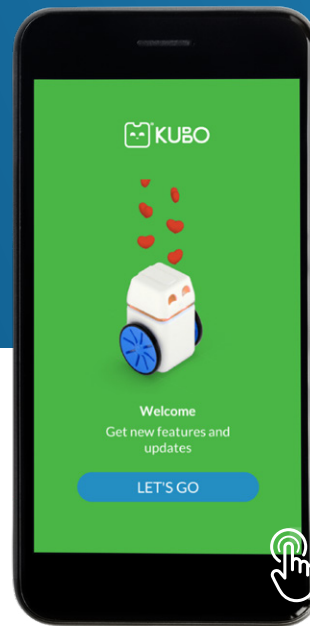 KUBO
Welcome
Get new features and
updates
LET'S GO